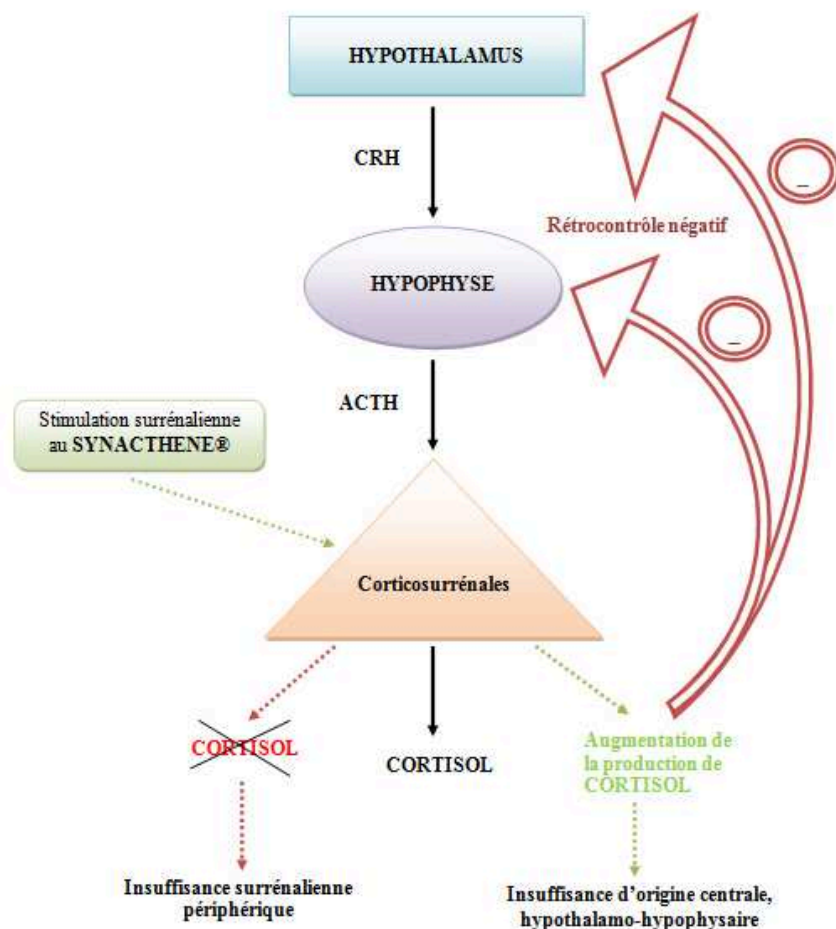 HYPOTHALAMUS
CRH
_
Rétrocontrôle négatif
HYPOPHYSE
_
ACTH
Stimulation surrénalienne
au SYNACTHENE®
Corticosurrénales
CORTISOL
CORTISOL
Augmentation de
la production de
CORTISOL
Insuffisance surrénalienne
périphérique
Insuffisance d'origine centrale,
hypothalamo-hypophysaire